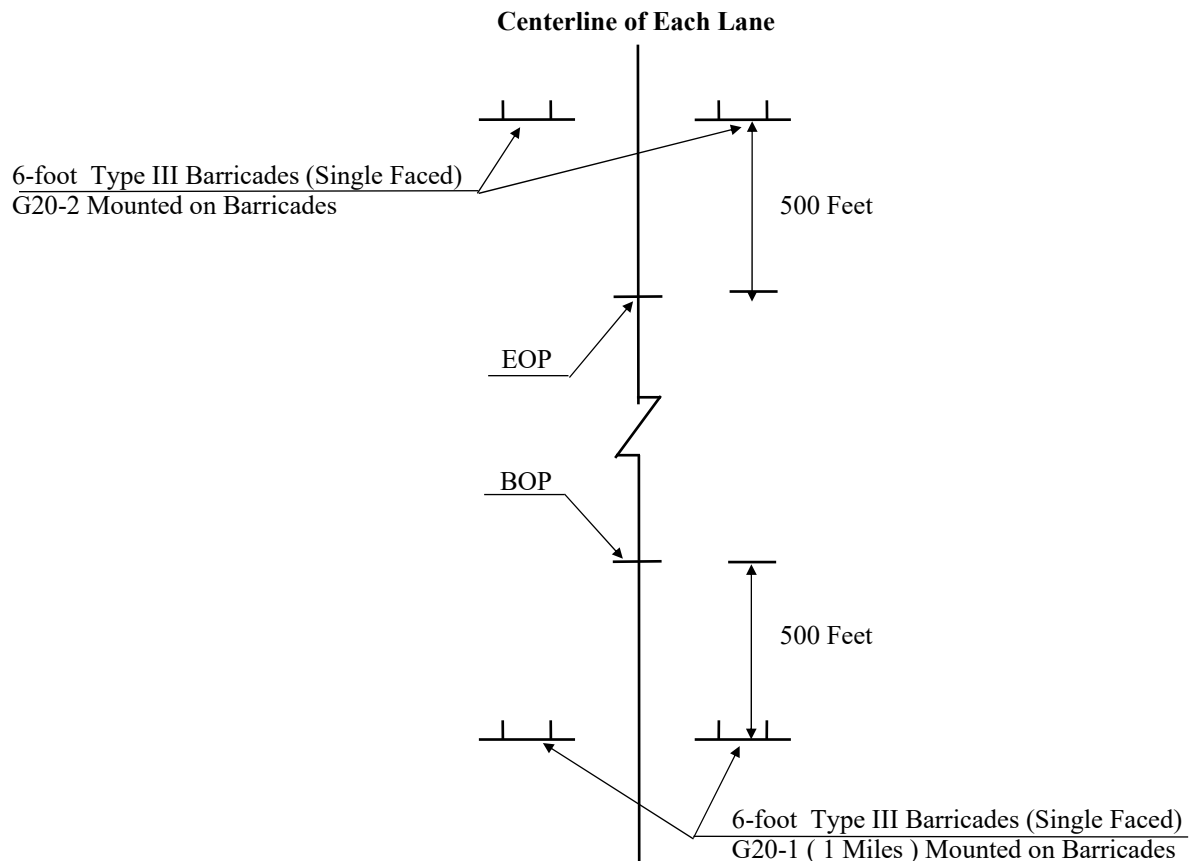 Centerline of Each Lane
6-foot  Type III Barricades (Single Faced)
G20-2 Mounted on Barricades
500 Feet
EOP
BOP
500 Feet
6-foot  Type III Barricades (Single Faced)
G20-1 ( 1 Miles ) Mounted on Barricades